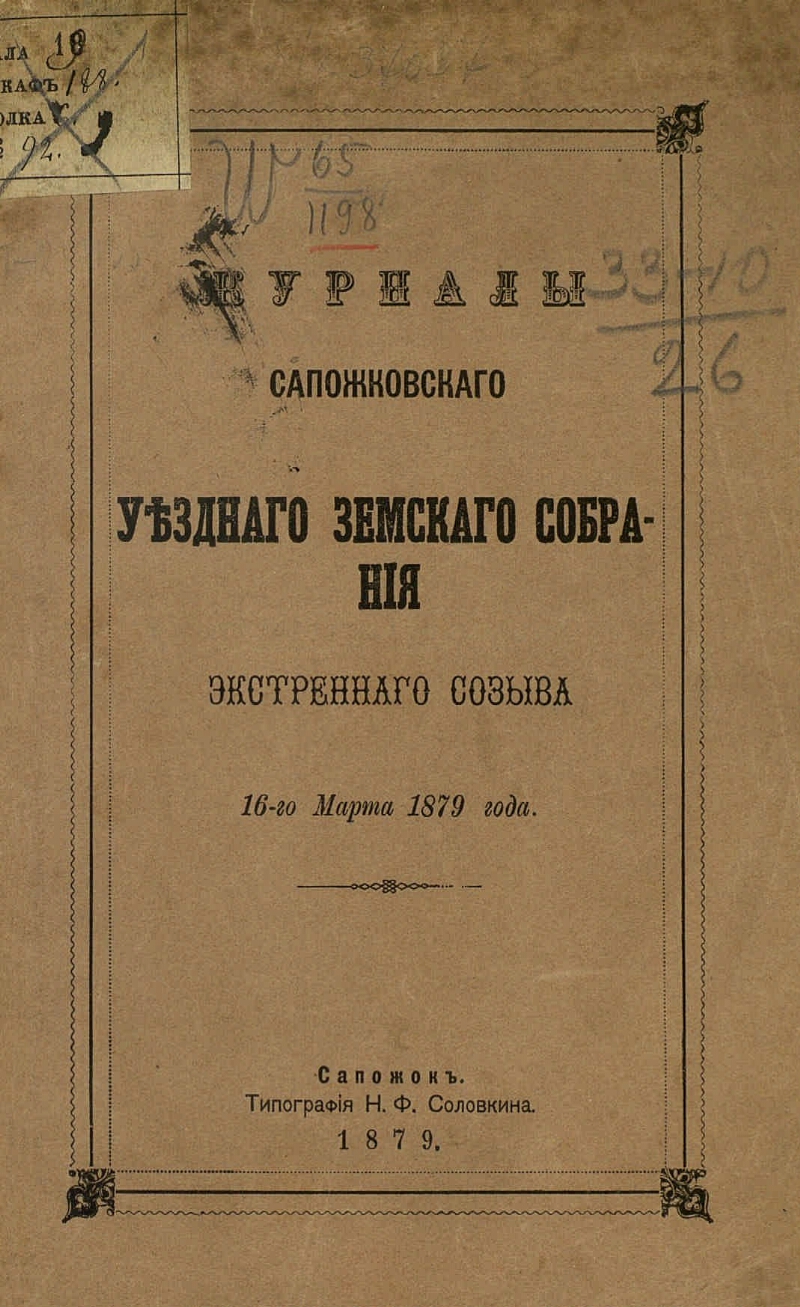 ЖУРНАЛЫ
САПОЖКОВСКАГО
УѢЗДНАГО ЗЕМСКАГО СОБРА-
НІЯ
ЭКСТРЕННАГО СОЗЫВА
16-го Марта 1879 года.
Сапожокъ.
Типографія Н. Ф. Соловкина.
1879.